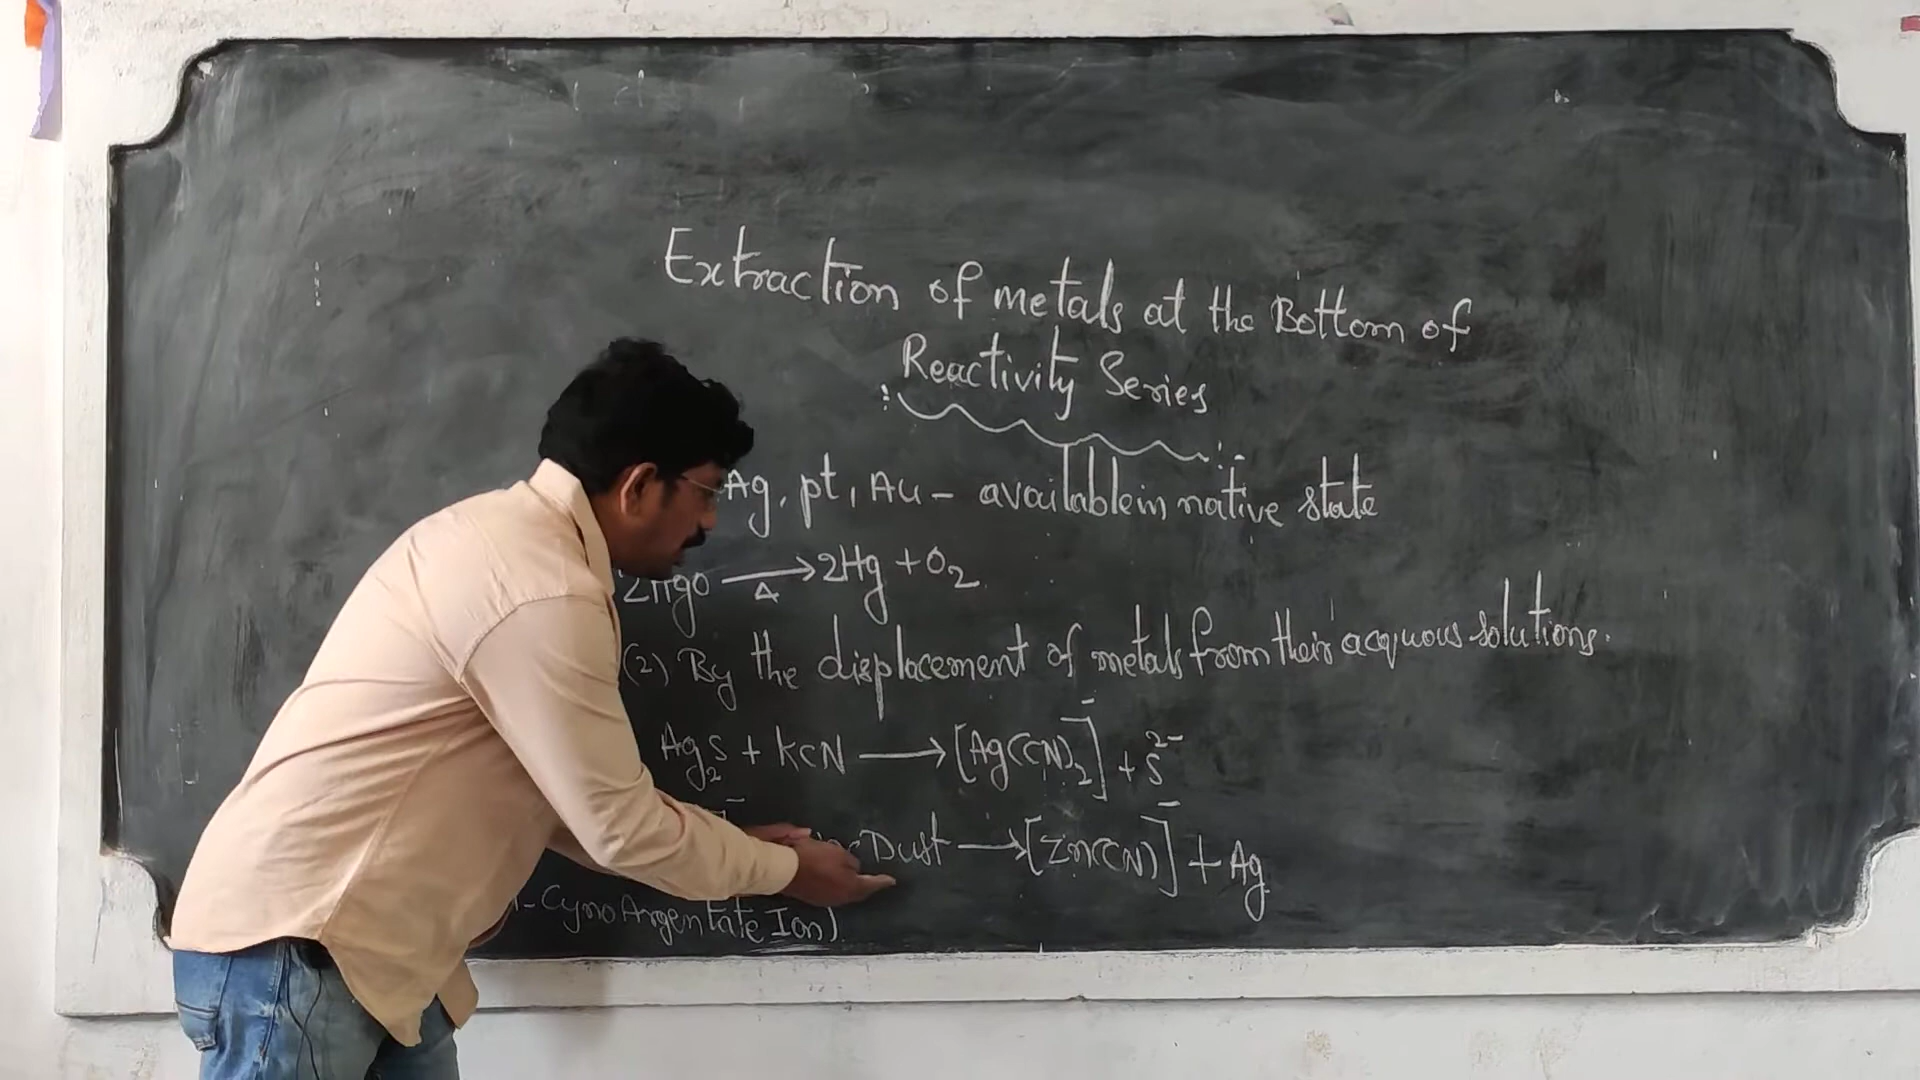 Extraction of metals at the Bottom of
Reactivity Series
Ag, pt, Au - available in native state
2HgO ⟶ 2Hg + O₂
Δ
(2) By the displacement of metals from their acquous solutions.
Ag₂S + KCN ⟶ [Ag(CN)₂]⁻ + S²⁻
Dust ⟶ [Zn(CN)]⁻ + Ag
Cyno Argentate Ion)